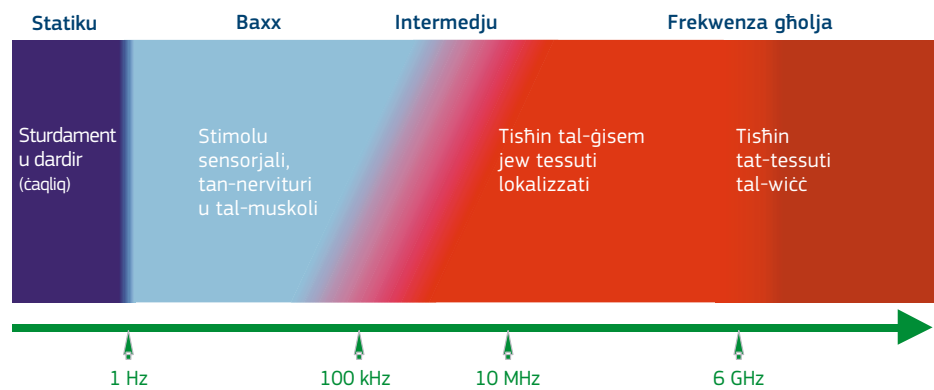 Statiku
Baxx
Intermedju
Frekwenza għolja
Sturdament
u dardir
(ċaqliq)
Stimolu
sensorjali,
tan-nervituri
u tal-muskoli
Tisħin tal-ġisem
jew tessuti
lokalizzati
Tisħin
tat-tessuti
tal-wiċċ
1 Hz
100 kHz
10 MHz
6 GHz